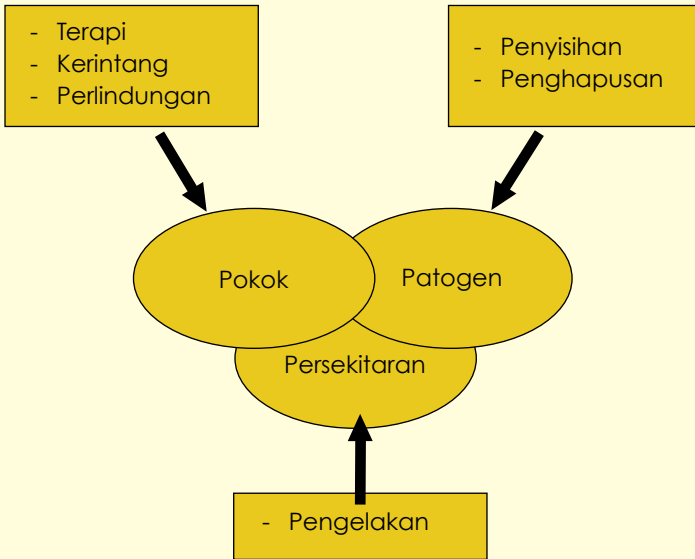 - Terapi
- Kerintang
- Perlindungan
- Penyisihan
- Penghapusan
Pokok
Patogen
Persekitaran
- Pengelakan